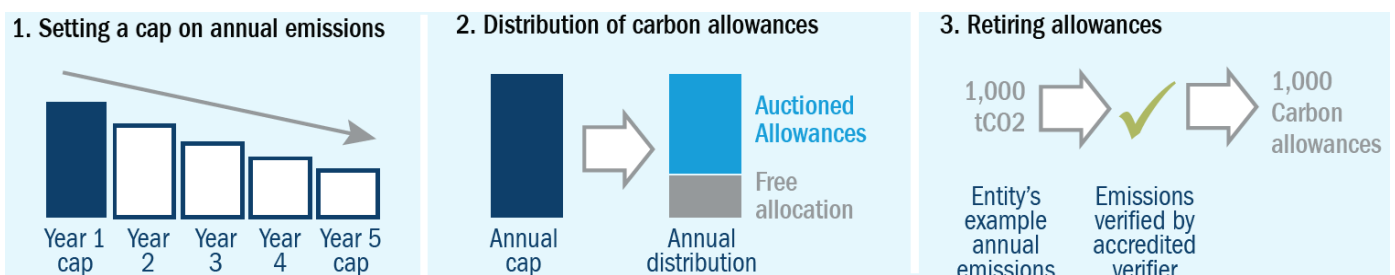 1. Setting a cap on annual emissions
Year 1
cap
Year
2
Year
3
Year
4
Year 5
cap
2. Distribution of carbon allowances
Auctioned
Allowances
Free
allocation
Annual
cap
Annual
distribution
3. Retiring allowances
1,000
tCO2
1,000
Carbon
allowances
Entity's
example
annual
emissions
Emissions
verified by
accredited
verifier